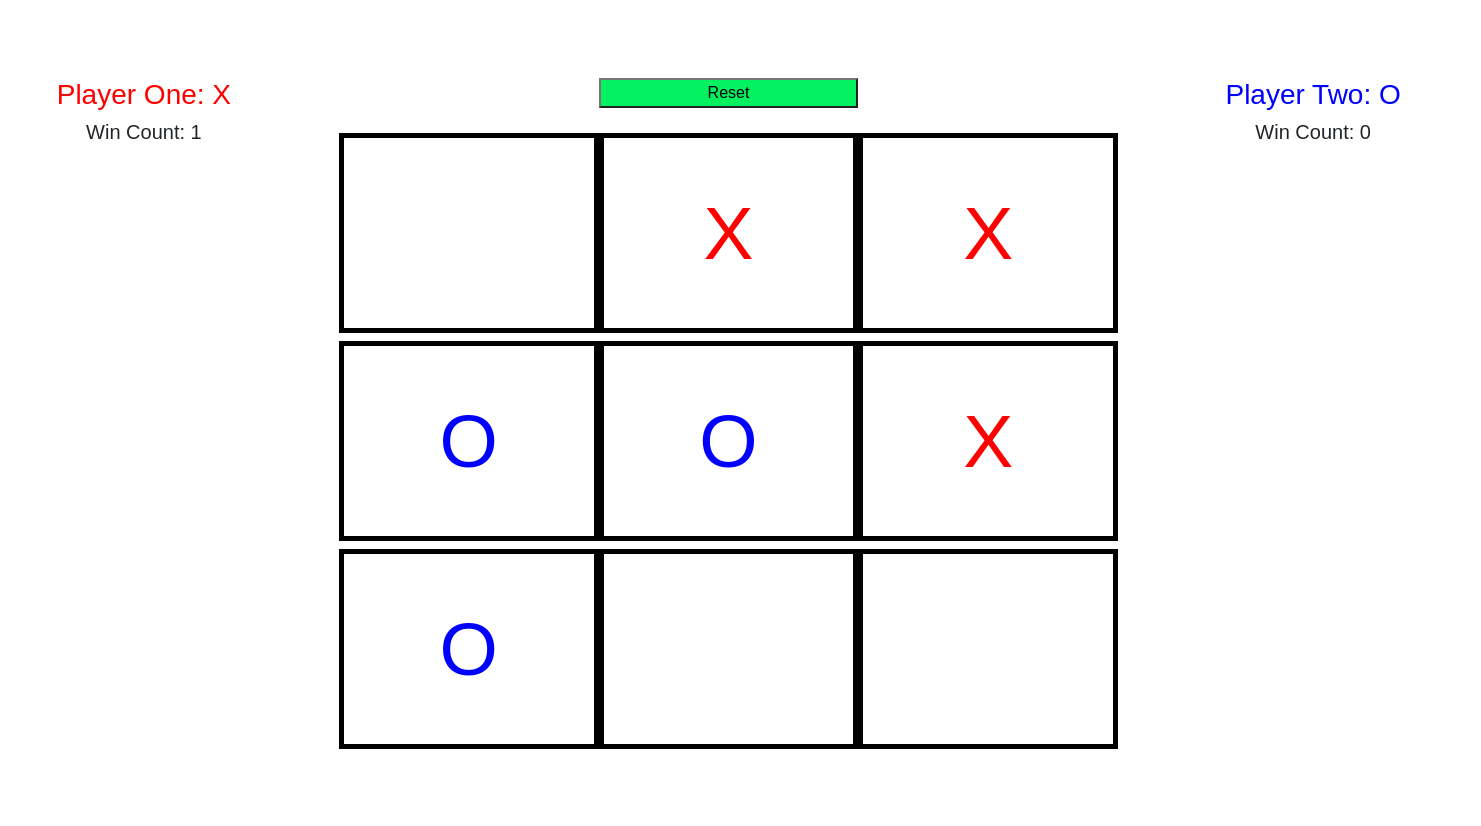 Player One: X
Win Count: 1
Reset
Player Two: O
Win Count: 0
X X
O O X
O